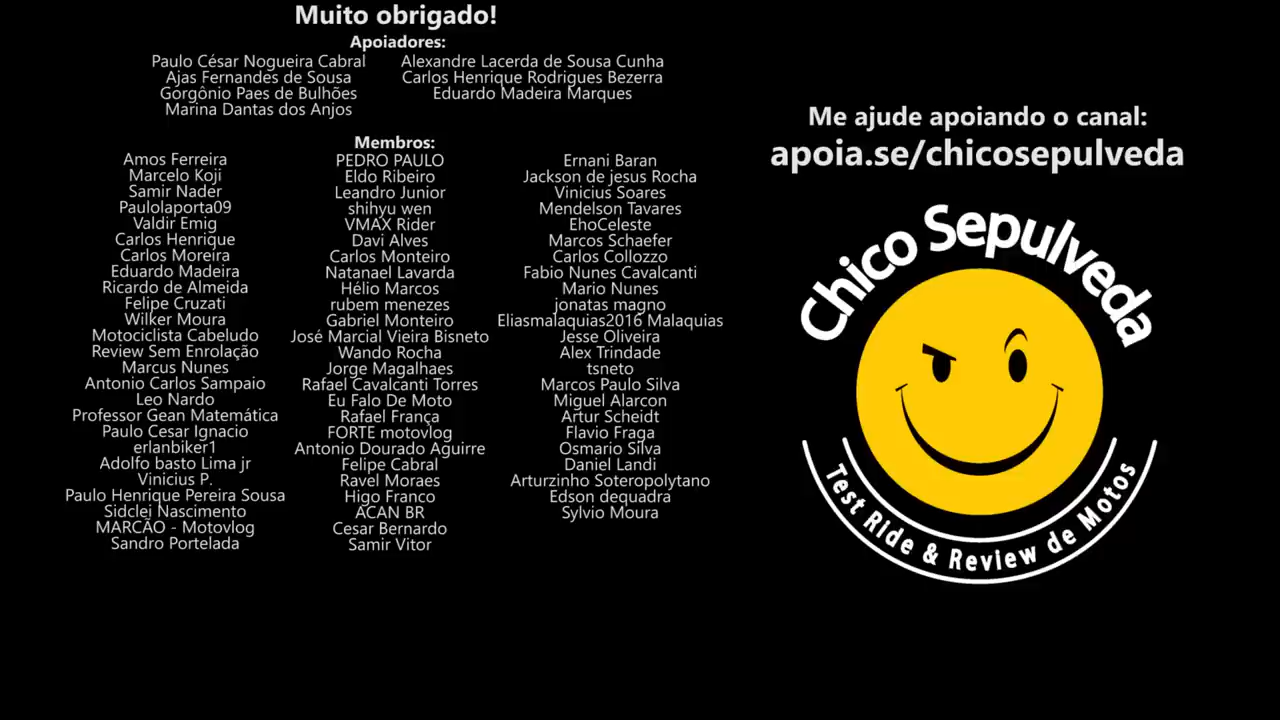 Muito obrigado!
Apoiadores:
Paulo César Nogueira Cabral
Ajas Fernandes de Sousa
Gorgônio Paes de Bulhões
Marina Dantas dos Anjos
Alexandre Lacerda de Sousa Cunha
Carlos Henrique Rodrigues Bezerra
Eduardo Madeira Marques
Membros:
Amos Ferreira
Marcelo Koji
Samir Nader
Paulolaporta09
Valdir Emig
Carlos Henrique
Carlos Moreira
Eduardo Madeira
Ricardo de Almeida
Felipe Cruzati
Wilker Moura
Motociclista Cabeludo
Review Sem Enrolação
Marcus Nunes
Antonio Carlos Sampaio
Leo Nardo
Professor Gean Matemática
Paulo Cesar Ignacio
erlanbiker1
Adolfo basto Lima jr
Vinicius P.
Paulo Henrique Pereira Sousa
Sidclei Nascimento
MARCÃO - Motovlog
Sandro Portelada
PEDRO PAULO
Eldo Ribeiro
Leandro Junior
shihyu wen
VMAX Rider
Davi Alves
Carlos Monteiro
Natanael Lavarda
Hélio Marcos
rubem menezes
Gabriel Monteiro
José Marcial Vieira Bisneto
Wando Rocha
Jorge Magalhaes
Rafael Cavalcanti Torres
Eu Falo De Moto
Rafael França
FORTE motovlog
Antonio Dourado Aguirre
Felipe Cabral
Ravel Moraes
Higo Franco
ACAN BR
Cesar Bernardo
Samir Vitor
Ernani Baran
Jackson de jesus Rocha
Vinicius Soares
Mendelson Tavares
EhoCeleste
Marcos Schaefer
Carlos Collozzo
Fabio Nunes Cavalcanti
Mario Nunes
jonatas magno
Eliasmalaquias2016 Malaquias
Jesse Oliveira
Alex Trindade
tsneto
Marcos Paulo Silva
Miguel Alarcon
Artur Scheidt
Flavio Fraga
Osmario Silva
Daniel Landi
Arturzinho Soteropolytano
Edson dequadra
Sylvio Moura
Me ajude apoiando o canal:
apoia.se/chicosepulveda
Chico Sepulveda
Test Ride & Review de Motos